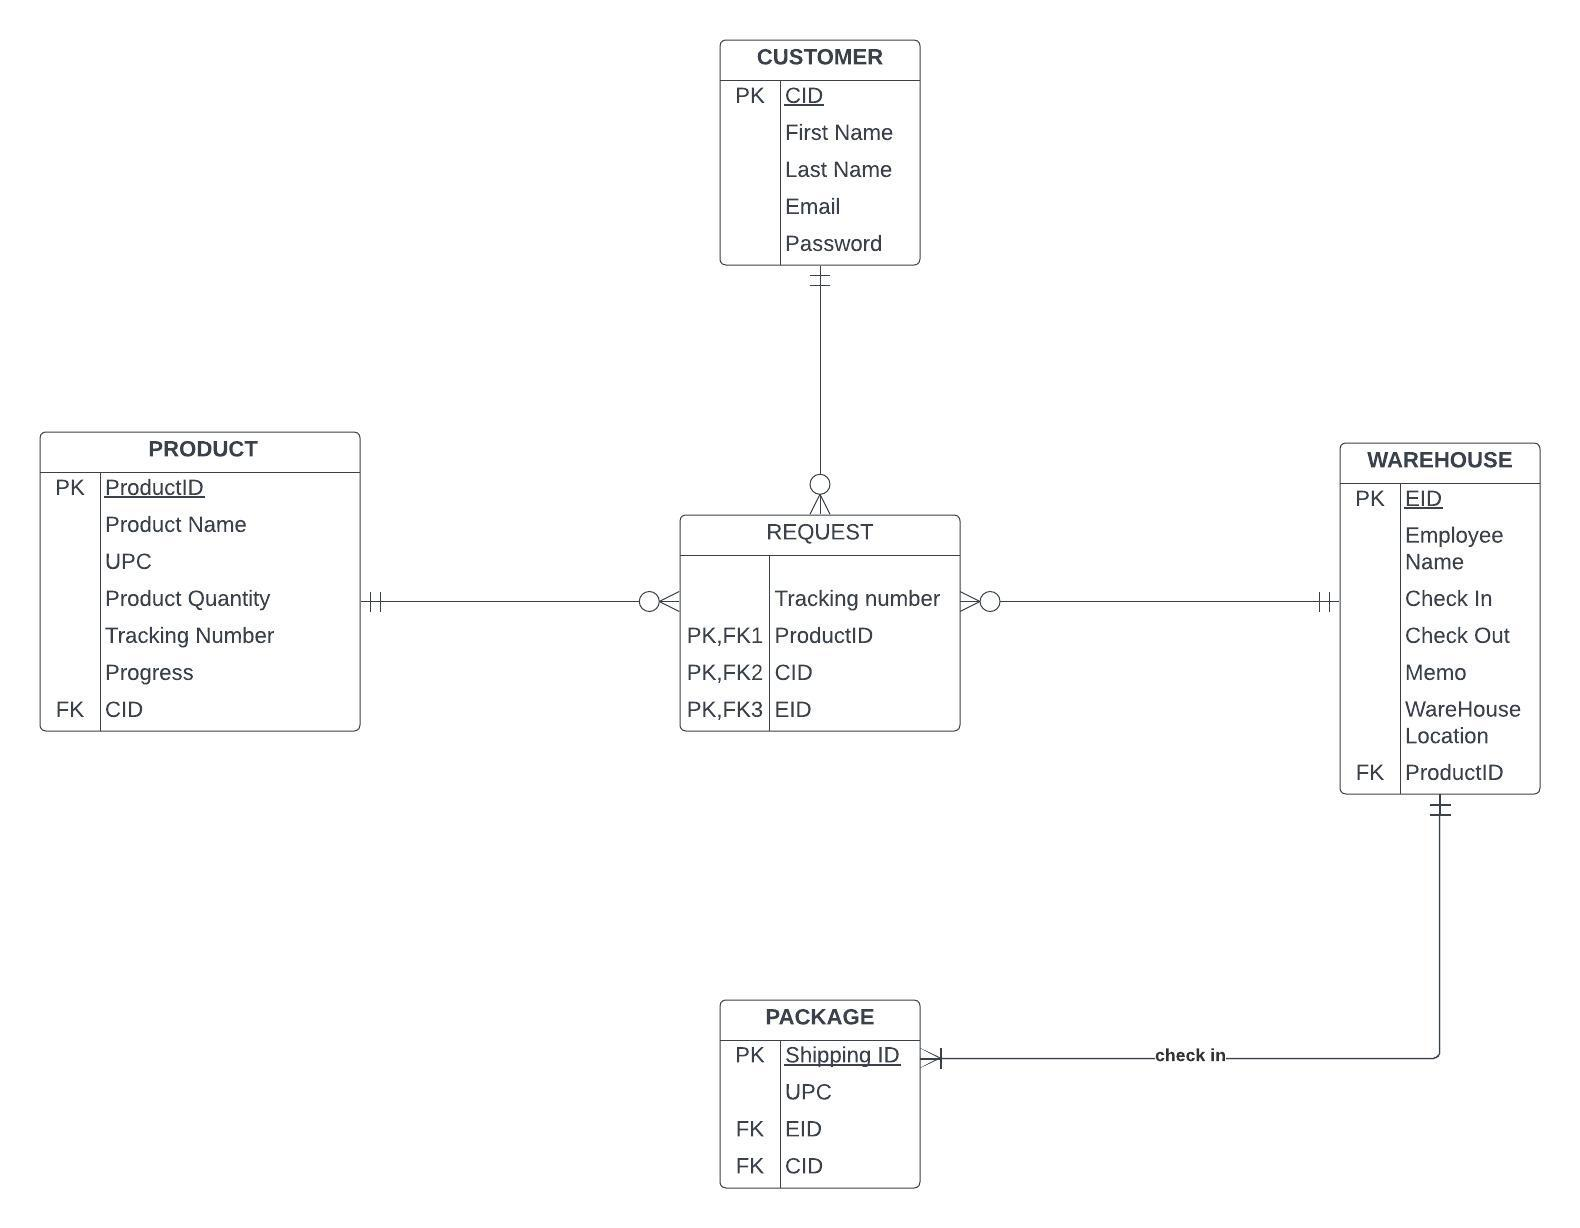 CUSTOMER
PK CID
First Name
Last Name
Email
Password
PRODUCT
PK ProductID
Product Name
UPC
Product Quantity
Tracking Number
Progress
FK CID
REQUEST
Tracking number
PK,FK1 ProductID
PK,FK2 CID
PK,FK3 EID
WAREHOUSE
PK EID
Employee
Name
Check In
Check Out
Memo
WareHouse
Location
FK ProductID
PACKAGE
PK Shipping ID
UPC
FK EID
FK CID
check in